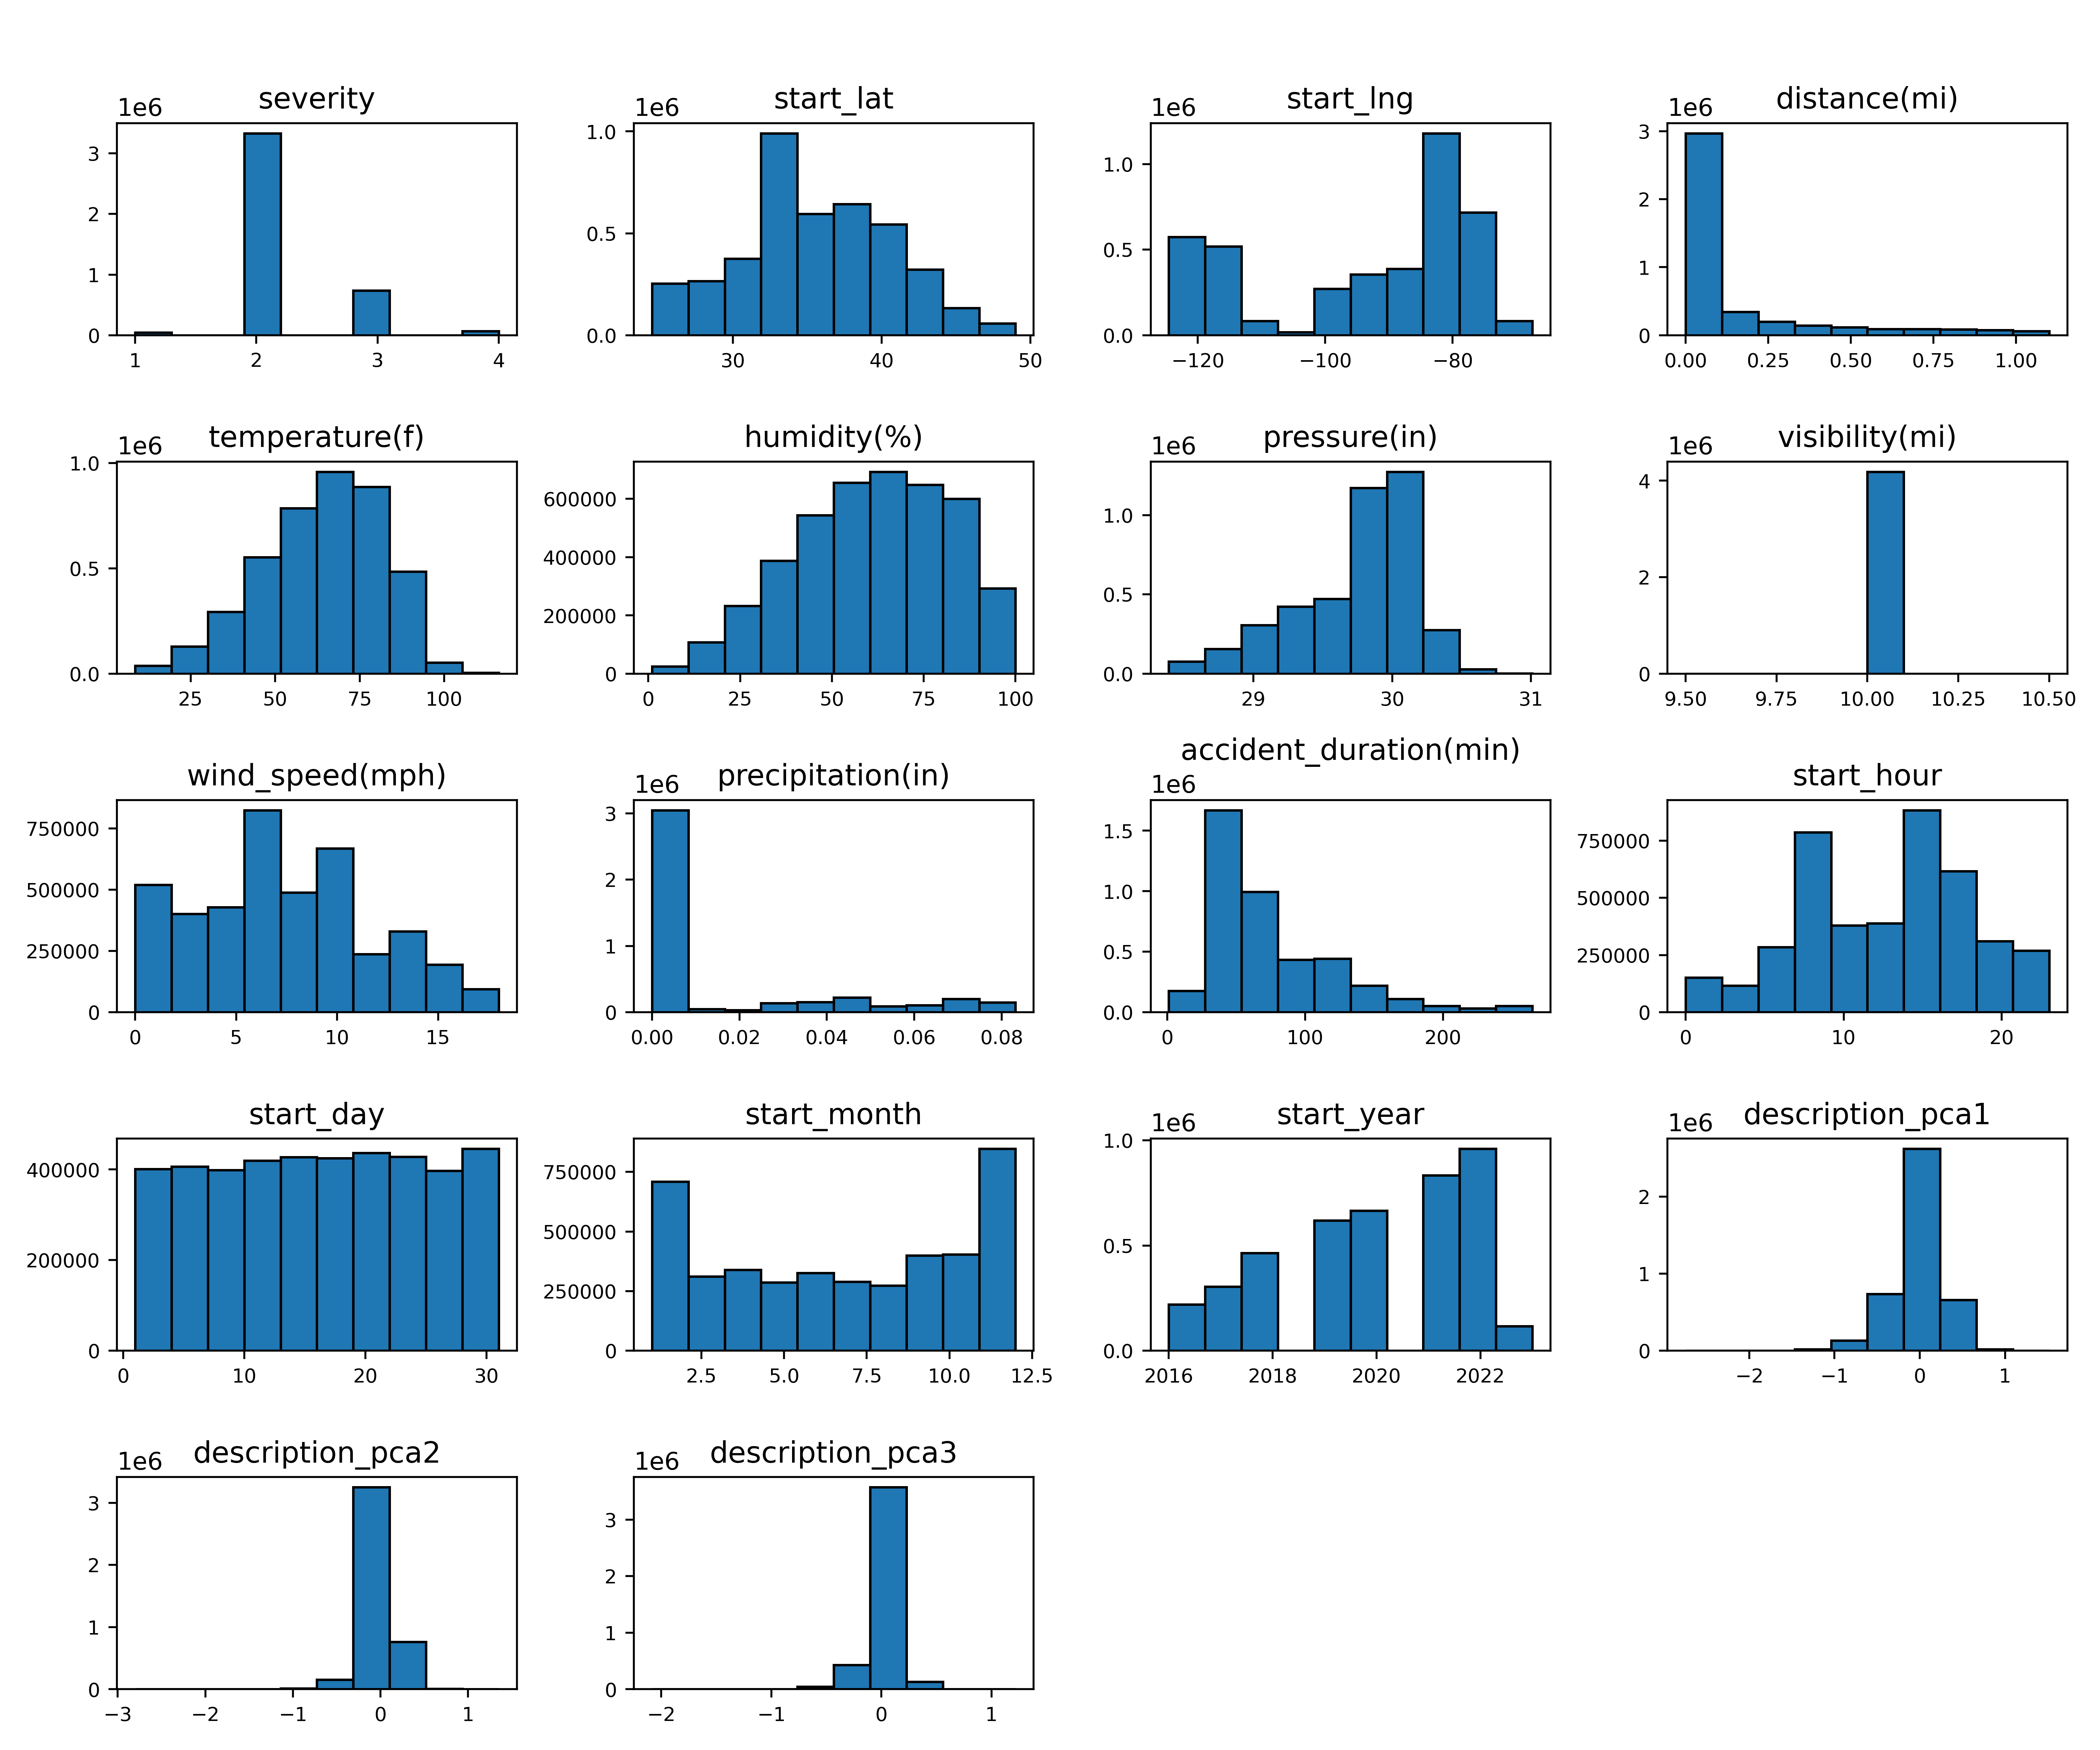 severity
1e6
3
2
1
0
1 2 3 4
start_lat
1e6
1.0
0.5
0.0
30 40 50
start_lng
1e6
1.0
0.5
0.0
−120 −100 −80
distance(mi)
1e6
3
2
1
0
0.00 0.25 0.50 0.75 1.00
temperature(f)
1e6
1.0
0.5
0.0
25 50 75 100
humidity(%)
600000
400000
200000
0
0 25 50 75 100
pressure(in)
1e6
1.0
0.5
0.0
29 30 31
visibility(mi)
1e6
4
2
0
9.50 9.75 10.00 10.25 10.50
wind_speed(mph)
750000
500000
250000
0
0 5 10 15
precipitation(in)
1e6
3
2
1
0
0.00 0.02 0.04 0.06 0.08
accident_duration(min)
1e6
1.5
1.0
0.5
0.0
0 100 200
start_hour
750000
500000
250000
0
0 10 20
start_day
400000
200000
0
0 10 20 30
start_month
750000
500000
250000
0
2.5 5.0 7.5 10.0 12.5
start_year
1e6
1.0
0.5
0.0
2016 2018 2020 2022
description_pca1
1e6
2
1
0
−2 −1 0 1
description_pca2
1e6
3
2
1
0
−3 −2 −1 0 1
description_pca3
1e6
3
2
1
0
−2 −1 0 1